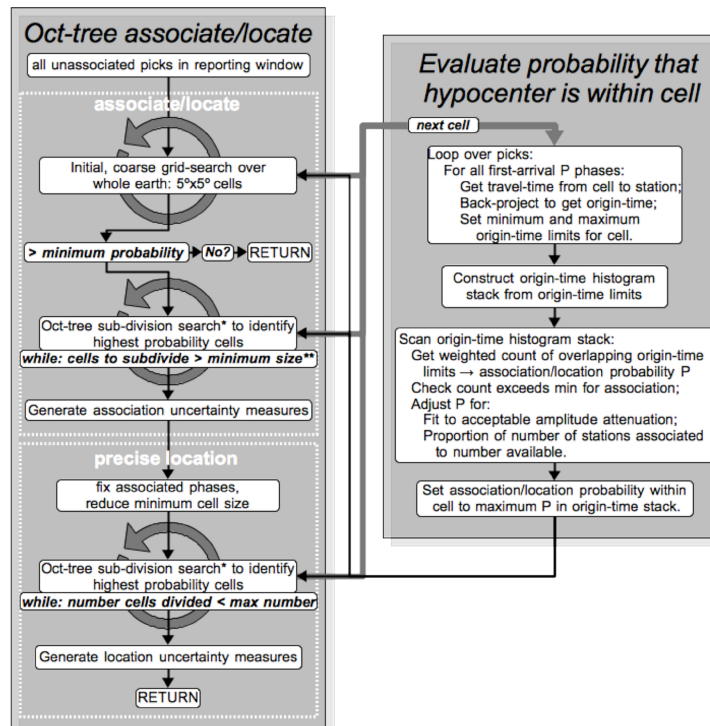 Oct-tree associate/locate
all unassociated picks in reporting window
associate/locate
Initial, coarse grid-search over
whole earth: 5ºx5º cells
> minimum probability
No?
RETURN
Oct-tree sub-division search* to identify
highest probability cells
while: cells to subdivide > minimum size**
Generate association uncertainty measures
precise location
fix associated phases,
reduce minimum cell size
Oct-tree sub-division search* to identify
highest probability cells
while: number cells divided < max number
Generate location uncertainty measures
RETURN
Evaluate probability that
hypocenter is within cell
next cell
Loop over picks:
For all first-arrival P phases:
Get travel-time from cell to station;
Back-project to get origin-time;
Set minimum and maximum
origin-time limits for cell.
Construct origin-time histogram
stack from origin-time limits
Scan origin-time histogram stack:
Get weighted count of overlapping origin-time
limits → association/location probability P
Check count exceeds min for association;
Adjust P for:
Fit to acceptable amplitude attenuation;
Proportion of number of stations associated
to number available.
Set association/location probability within
cell to maximum P in origin-time stack.